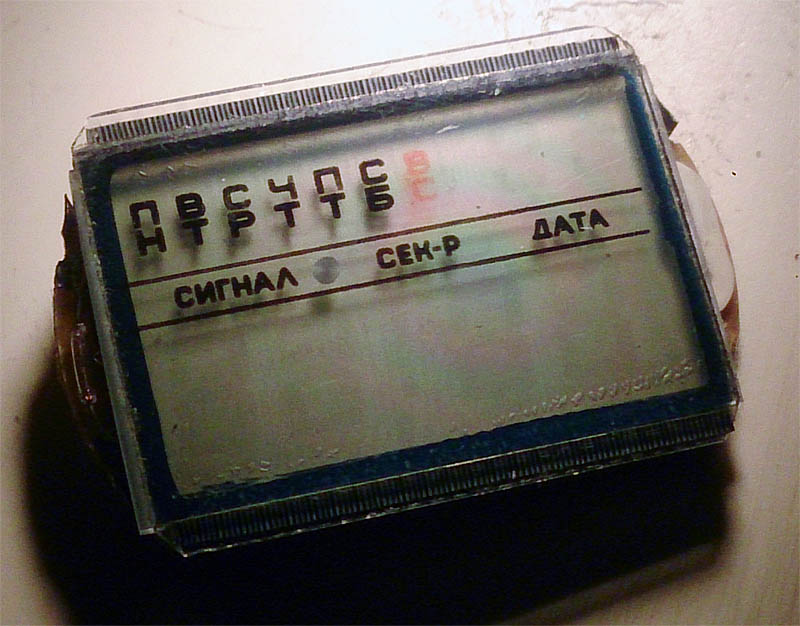 П В С Ч П С В
Н Т Р Т Т Б С
СИГНАЛ СЕК-Р ДАТА